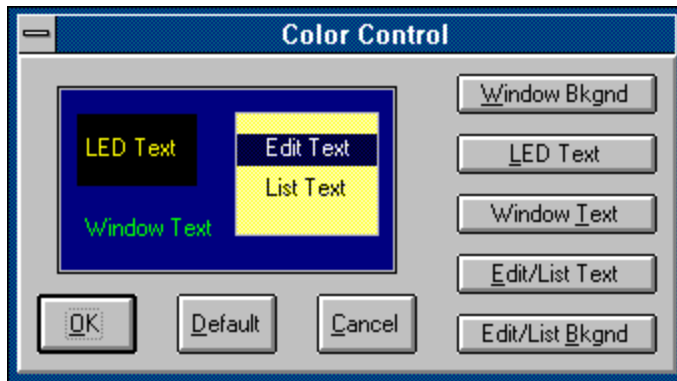 Color Control
LED Text
Edit Text
List Text
Window Text
Window Bkgnd
LED Text
Window Text
Edit/List Text
Edit/List Bkgnd
OK
Default
Cancel